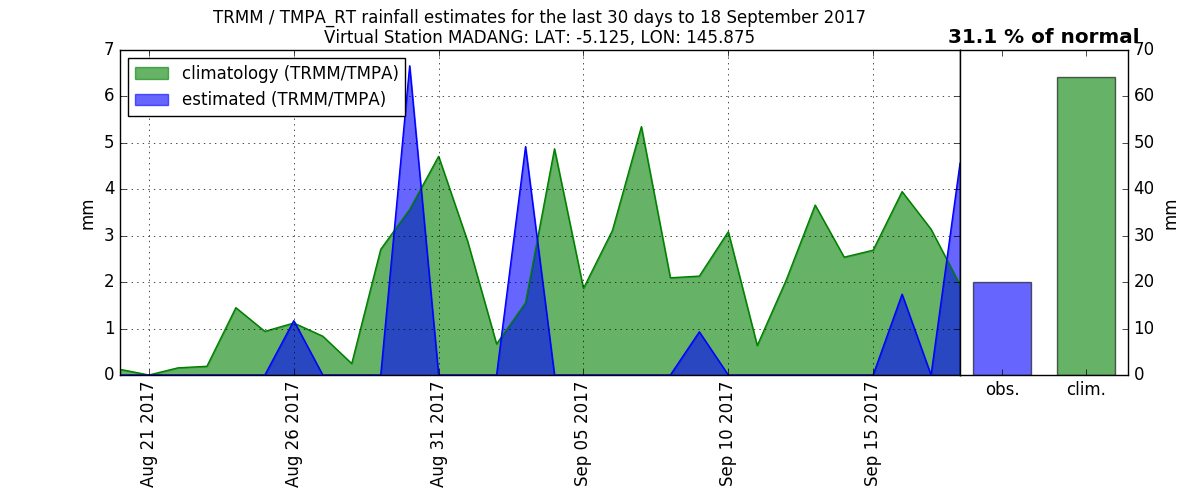 TRMM / TMPA_RT rainfall estimates for the last 30 days to 18 September 2017
Virtual Station MADANG: LAT: -5.125, LON: 145.875
31.1 % of normal
climatology (TRMM/TMPA)
estimated (TRMM/TMPA)
7
6
5
4
3
2
1
0
mm
Aug 21 2017
Aug 26 2017
Aug 31 2017
Sep 05 2017
Sep 10 2017
Sep 15 2017
70
60
50
40
30
20
10
0
mm
obs.
clim.